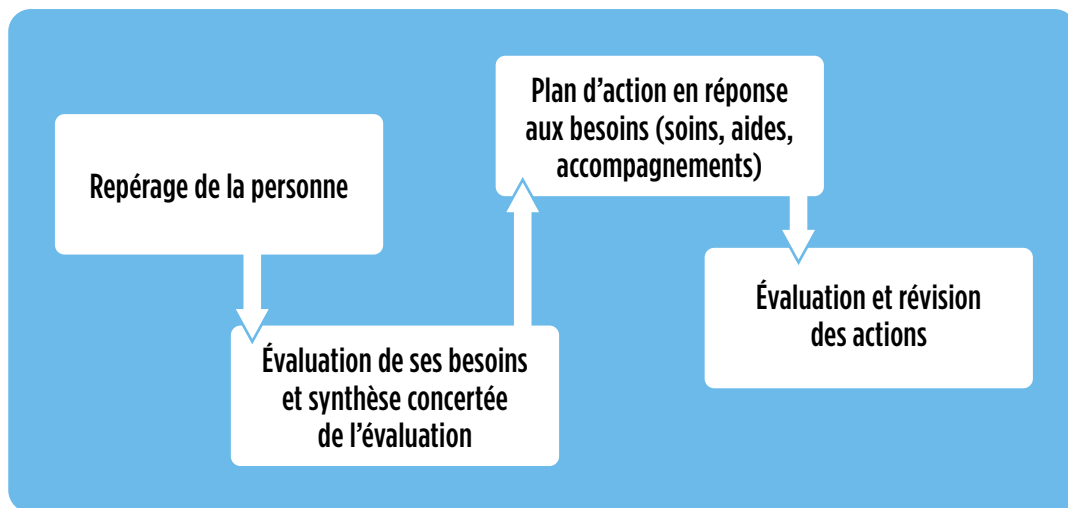 Repérage de la personne
Évaluation de ses besoins
et synthèse concertée
de l’évaluation
Plan d’action en réponse
aux besoins (soins, aides,
accompagnements)
Évaluation et révision
des actions